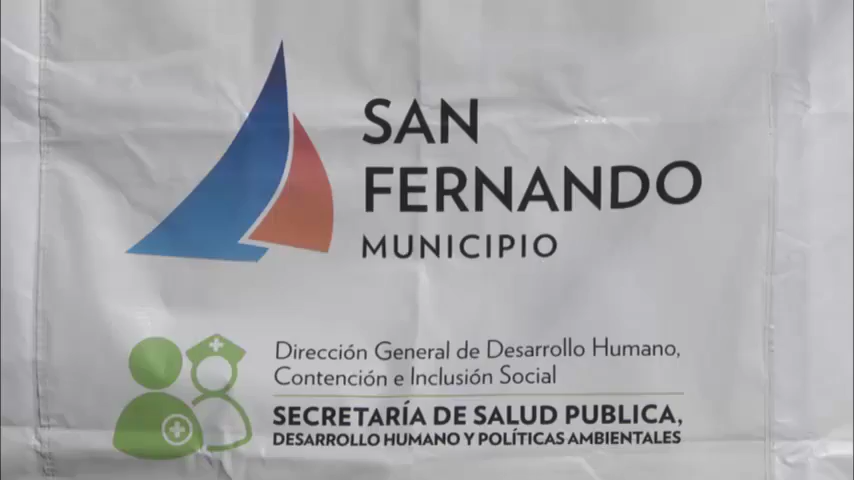 SAN
FERNANDO
MUNICIPIO
Dirección General de Desarrollo Humano,
Contención e Inclusión Social
SECRETARÍA DE SALUD PUBLICA,
DESARROLLO HUMANO Y POLÍTICAS AMBIENTALES